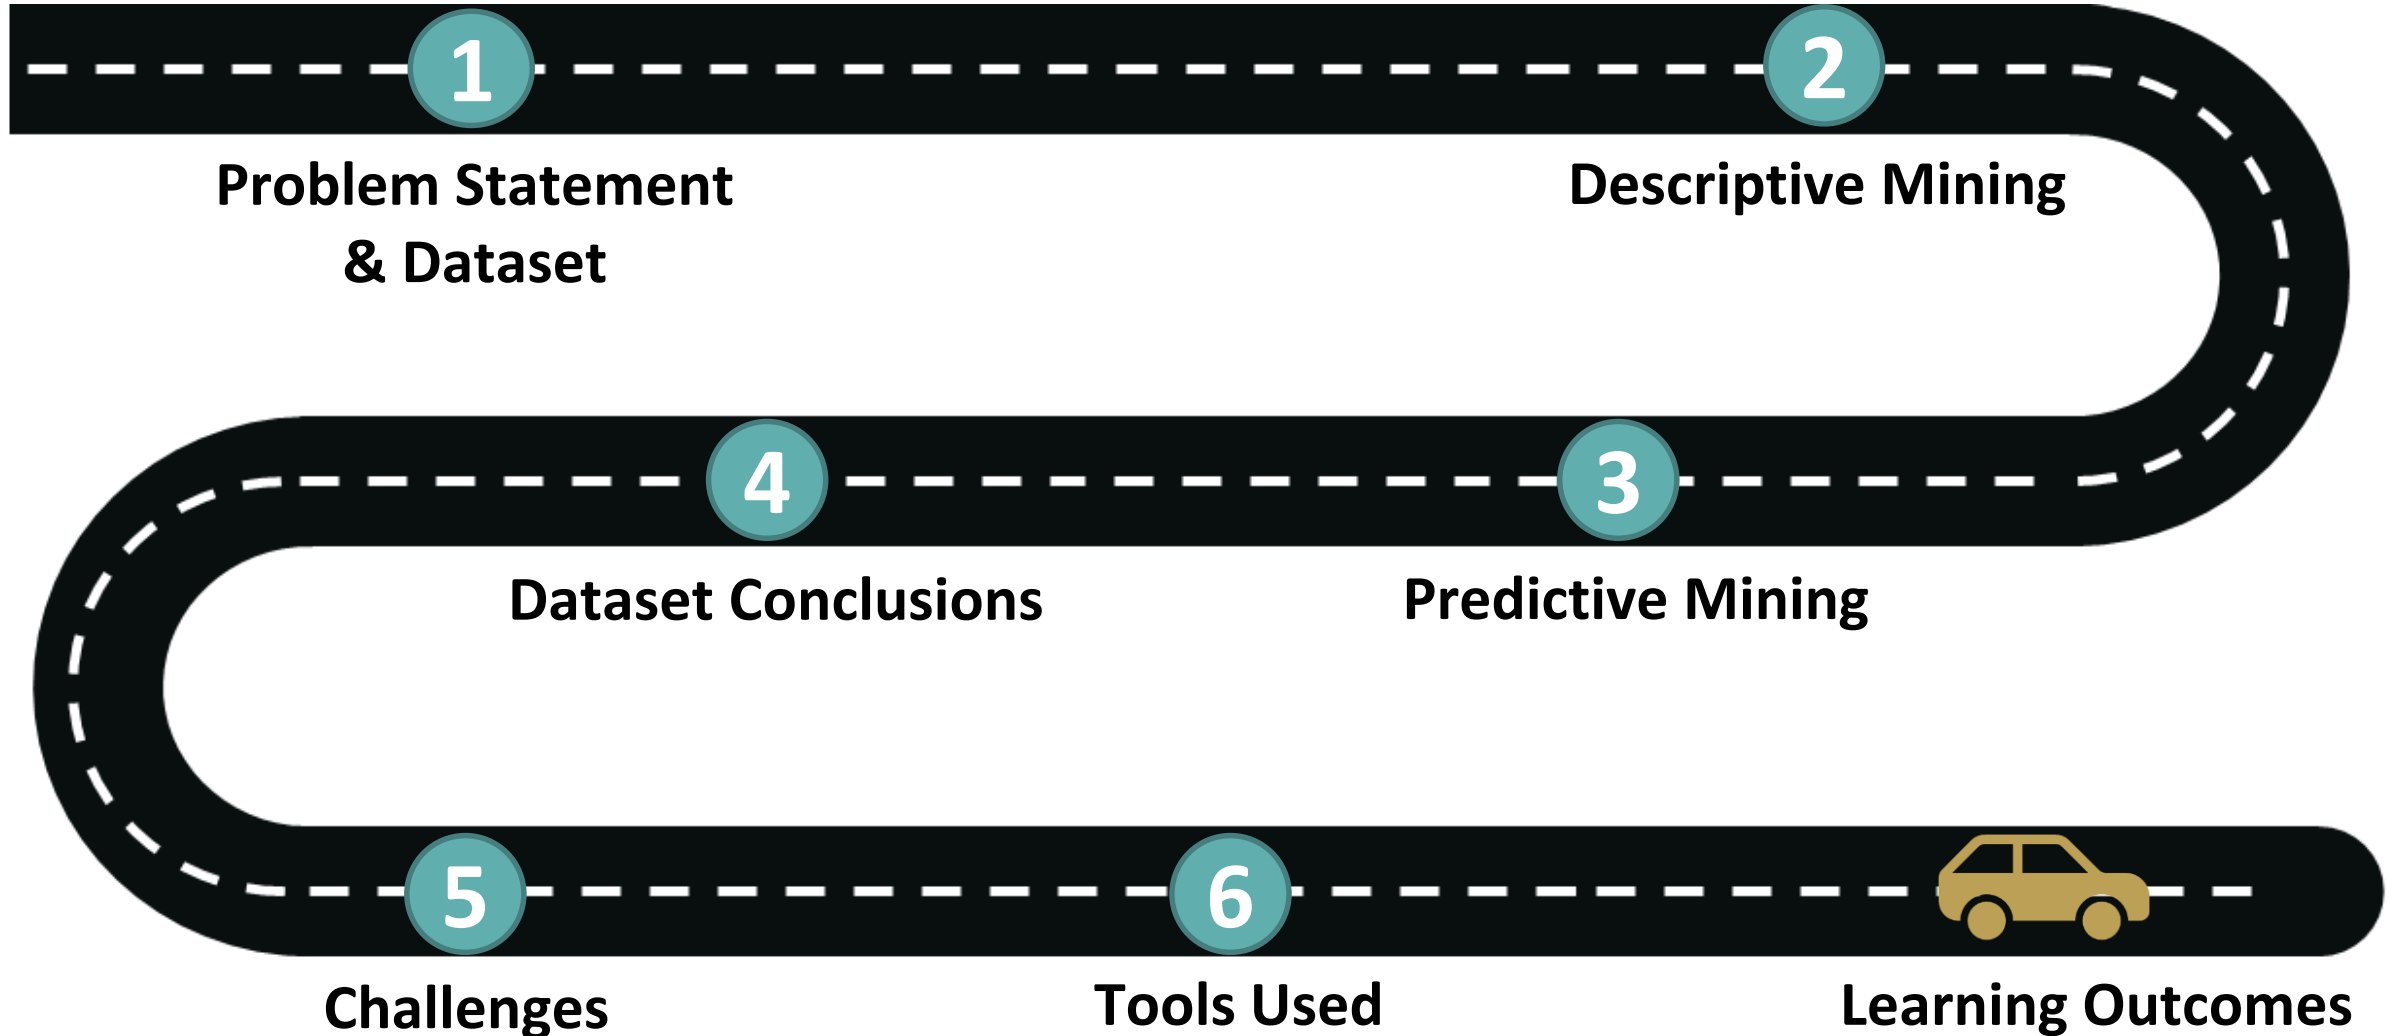 1
Problem Statement
& Dataset
2
Descriptive Mining
3
Predictive Mining
4
Dataset Conclusions
5
Challenges
6
Tools Used
Learning Outcomes